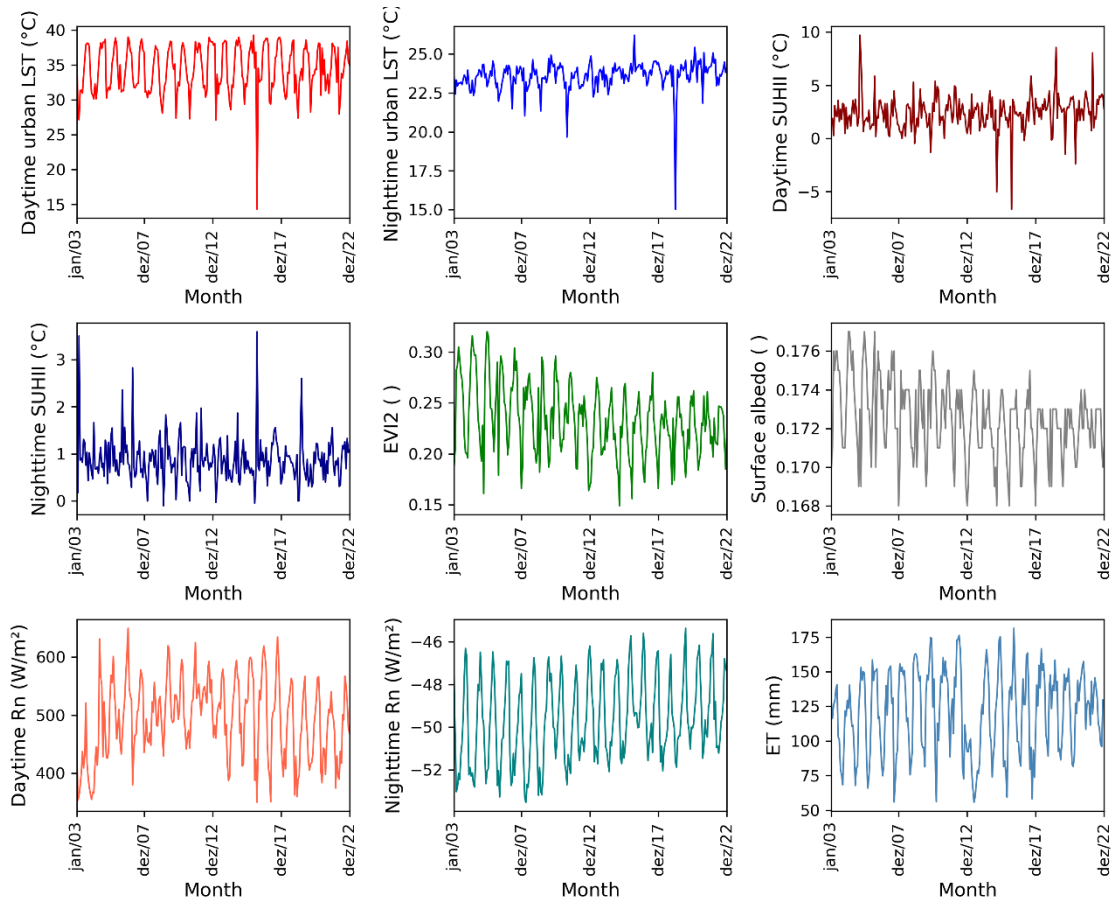 Daytime urban LST (°C)
40
35
30
25
20
15
jan/03
dez/07
dez/12
dez/17
dez/22
Month
Nighttime urban LST (°C)
25.0
22.5
20.0
17.5
15.0
jan/03
dez/07
dez/12
dez/17
dez/22
Month
Daytime SUHII (°C)
10
5
0
−5
jan/03
dez/07
dez/12
dez/17
dez/22
Month
Nighttime SUHII (°C)
3
2
1
0
jan/03
dez/07
dez/12
dez/17
dez/22
Month
EVI2 ( )
0.30
0.25
0.20
0.15
jan/03
dez/07
dez/12
dez/17
dez/22
Month
Surface albedo ( )
0.176
0.174
0.172
0.170
0.168
jan/03
dez/07
dez/12
dez/17
dez/22
Month
Daytime Rn (W/m²)
600
500
400
jan/03
dez/07
dez/12
dez/17
dez/22
Month
Nighttime Rn (W/m²)
−46
−48
−50
−52
jan/03
dez/07
dez/12
dez/17
dez/22
Month
ET (mm)
175
150
125
100
75
50
jan/03
dez/07
dez/12
dez/17
dez/22
Month